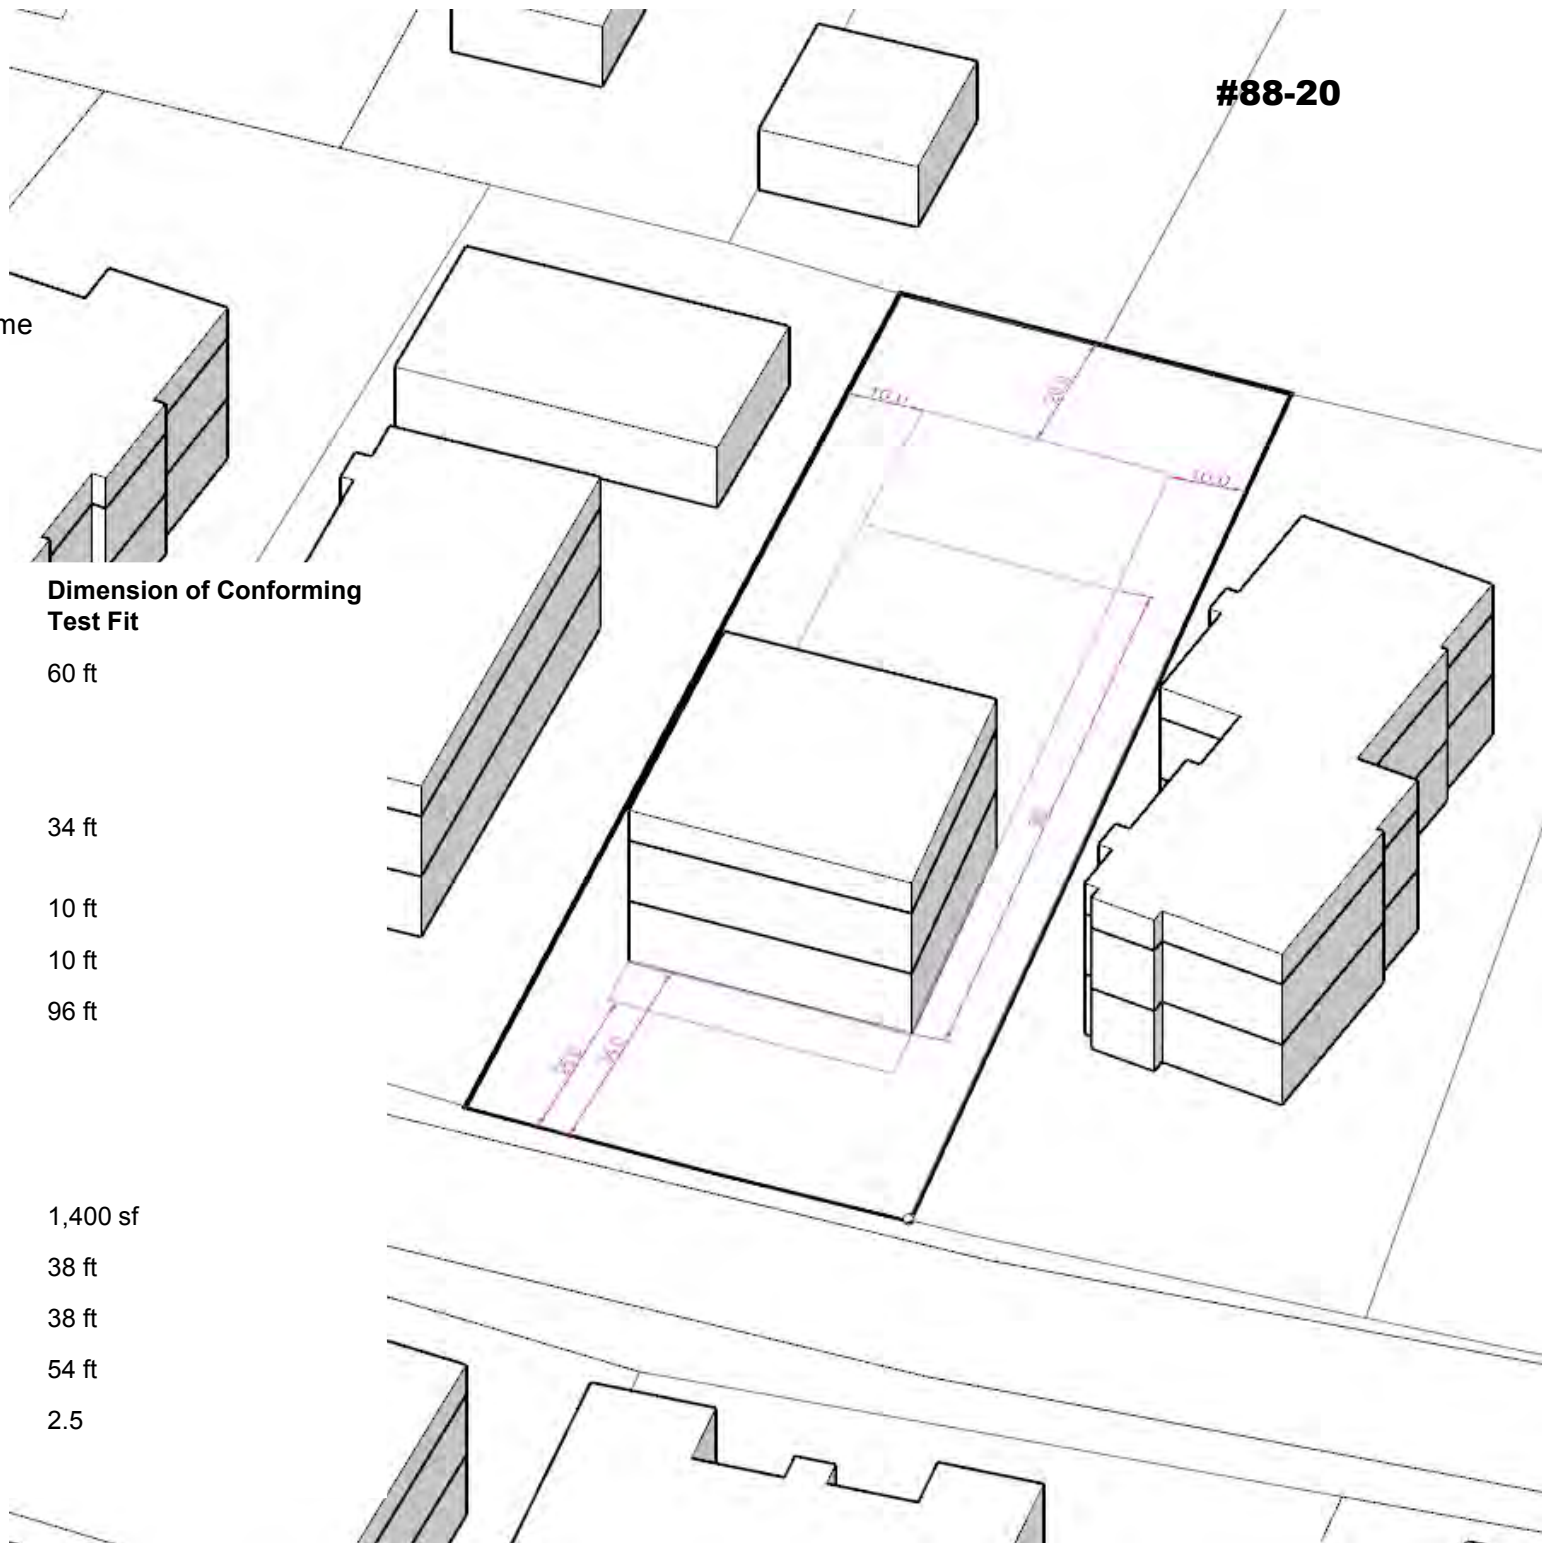 #88-20
me
Dimension of Conforming
Test Fit
60 ft
34 ft
10 ft
10 ft
96 ft
1,400 sf
38 ft
38 ft
54 ft
2.5